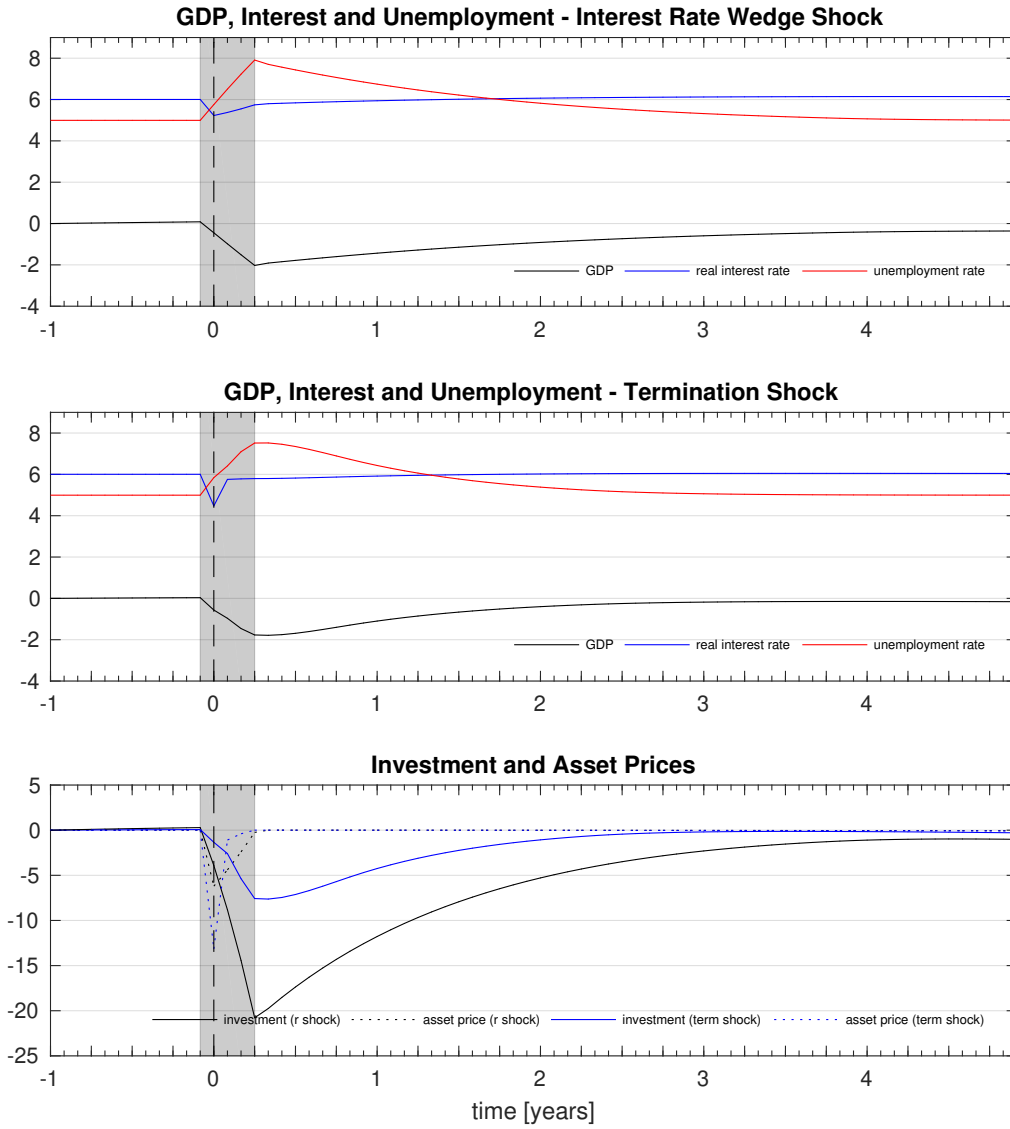 GDP, Interest and Unemployment - Interest Rate Wedge Shock
8
6
4
2
0
-2
-4
GDP real interest rate unemployment rate
-1 0 1 2 3 4
GDP, Interest and Unemployment - Termination Shock
8
6
4
2
0
-2
-4
GDP real interest rate unemployment rate
-1 0 1 2 3 4
Investment and Asset Prices
5
0
-5
-10
-15
-20
-25
investment (r shock) asset price (r shock) investment (term shock) asset price (term shock)
-1 0 1 2 3 4
time [years]